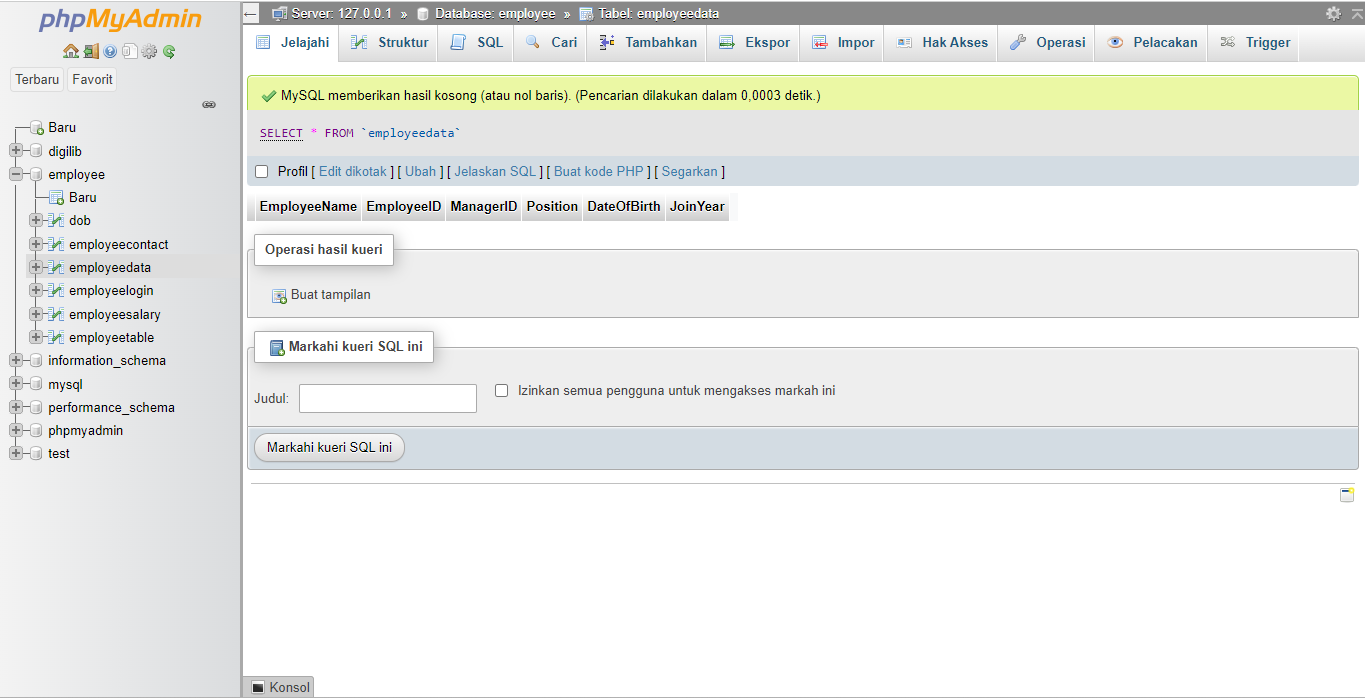 phpMyAdmin
Terbaru Favorit
Baru
digilib
employee
Baru
dob
employeecontact
employeedata
employeelogin
employeesalary
employeetable
information_schema
mysql
performance_schema
phpmyadmin
test
Server: 127.0.0.1 » Database: employee » Tabel: employeedata
Jelajahi Struktur SQL Cari Tambahkan Ekspor Impor Hak Akses Operasi Pelacakan Trigger
MySQL memberikan hasil kosong (atau nol baris). (Pencarian dilakukan dalam 0,0003 detik.)
SELECT * FROM `employeedata`
Profil [ Edit dikotak ] [ Ubah ] [ Jelaskan SQL ] [ Buat kode PHP ] [ Segarkan ]
EmployeeName EmployeeID ManagerID Position DateOfBirth JoinYear
Operasi hasil kueri
Buat tampilan
Markahi kueri SQL ini
Judul: Izinkan semua pengguna untuk mengakses markah ini
Markahi kueri SQL ini
Konsol